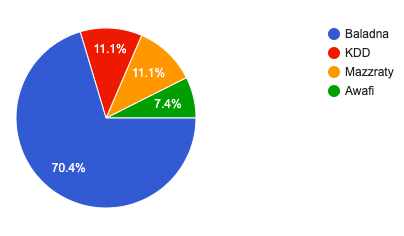 Baladna
KDD
Mazzraty
Awafi
11.1%
11.1%
7.4%
70.4%